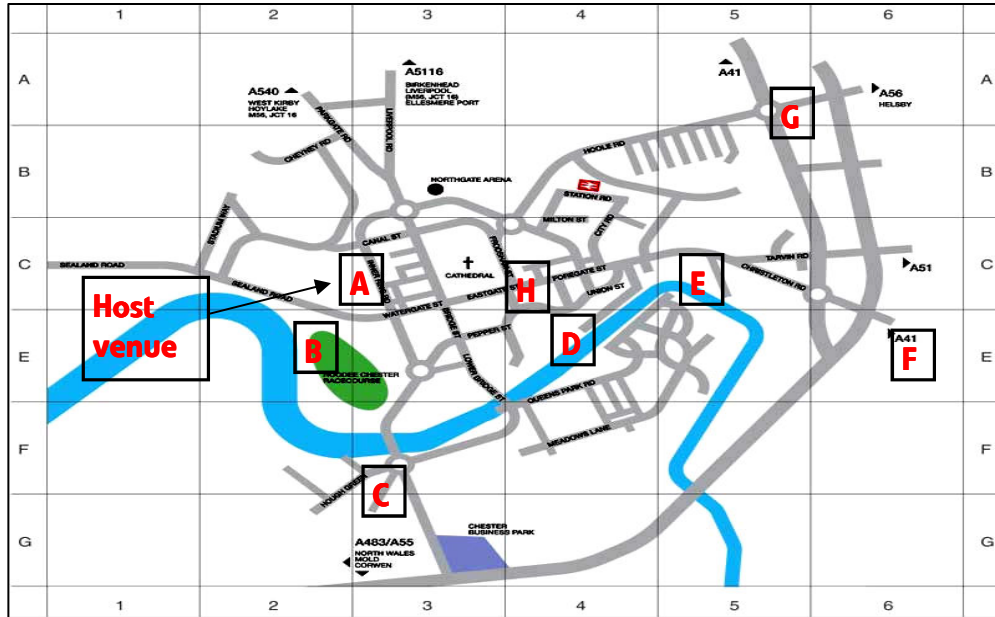 1 2 3 4 5 6
A A
A5116
BIRKENHEAD
LIVERPOOL
(M56, JCT 16)
ELLESMERE PORT
A540
WEST KIRBY
HOYLAKE
M56, JCT 16
A41
A56
HELSBY
G
PARKGATE RD
LIVERPOOL RD
CHEYNEY RD
HOOLE RD
B B
NORTHGATE ARENA
STATION RD
STADIUM WAY
MILTON ST
CITY RD
CANAL ST
C C
SEALAND ROAD
SEALAND ROAD
CATHEDRAL
FOREGATE ST
TARVIN RD
CHRISTLETON RD
A51
A
H
E
EASTGATE ST
UNION ST
WATERGATE ST
Host
venue
BRIDGE ST
PEPPER ST
B
D
A41
F
E E
ROODEE CHESTER
RACECOURSE
LOWER BRIDGE ST
QUEENS PARK RD
MEADOWS LANE
F F
HOUGH GREEN
C
CHESTER
BUSINESS PARK
G G
A483/A55
NORTH WALES
MOLD
CORWEN
1 2 3 4 5 6